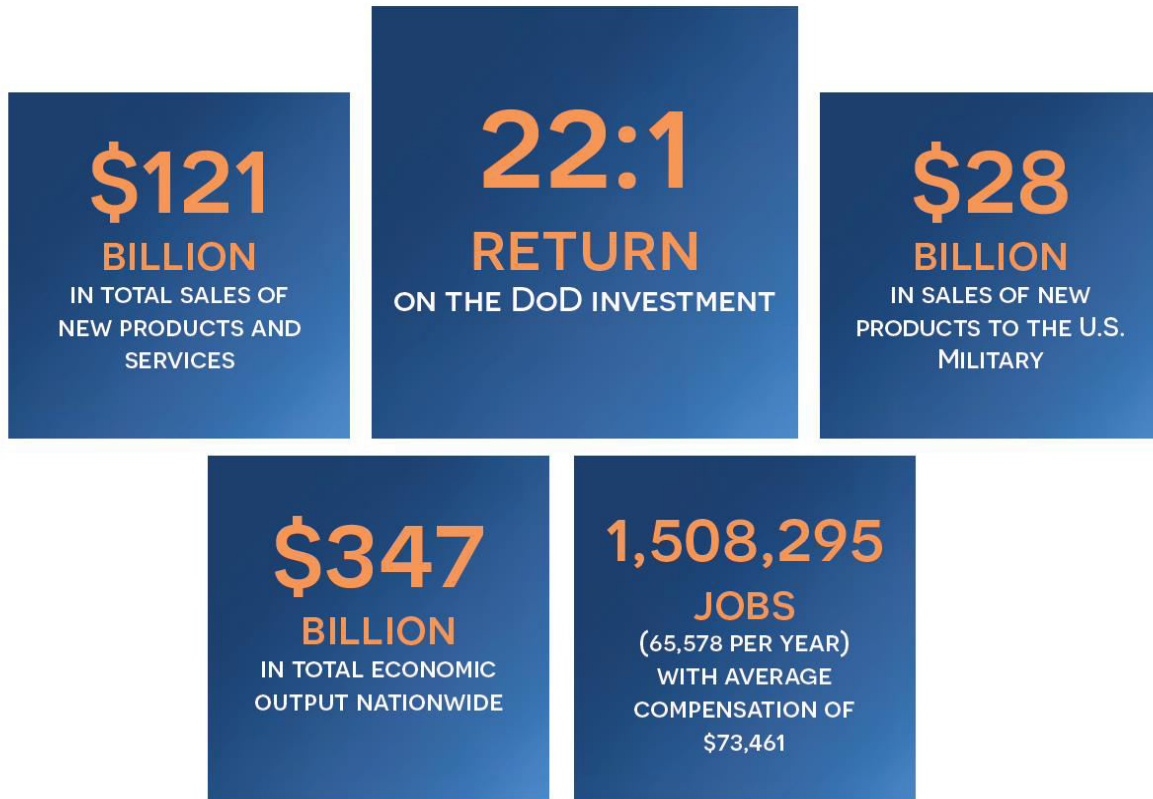 $121
BILLION
IN TOTAL SALES OF
NEW PRODUCTS AND
SERVICES
22:1
RETURN
ON THE DOD INVESTMENT
$28
BILLION
IN SALES OF NEW
PRODUCTS TO THE U.S.
MILITARY
$347
BILLION
IN TOTAL ECONOMIC
OUTPUT NATIONWIDE
1,508,295
JOBS
(65,578 PER YEAR)
WITH AVERAGE
COMPENSATION OF
$73,461